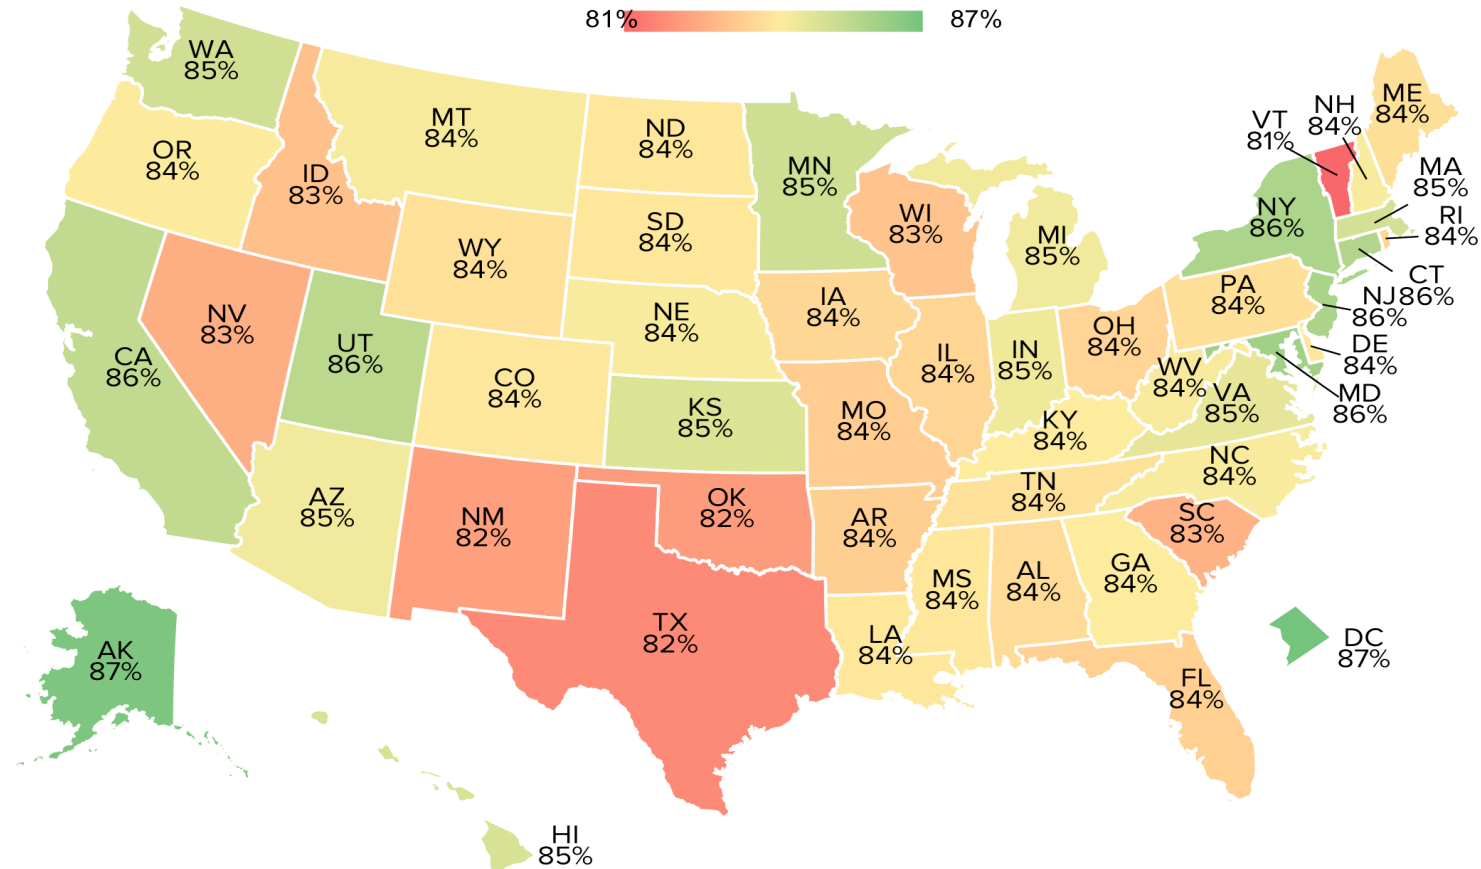 81%
87%
WA
85%
OR
84%
ID
83%
MT
84%
ND
84%
MN
85%
SD
84%
WY
84%
WI
83%
MI
85%
VT
81%
NH
84%
ME
84%
MA
85%
RI
84%
NY
86%
CT
86%
NJ
86%
PA
84%
DE
84%
MD
86%
NV
83%
UT
86%
CA
86%
CO
84%
NE
84%
IA
84%
IL
84%
IN
85%
OH
84%
WV
84%
VA
85%
KS
85%
MO
84%
KY
84%
NC
84%
TN
84%
SC
83%
AZ
85%
NM
82%
OK
82%
AR
84%
MS
84%
AL
84%
GA
84%
TX
82%
LA
84%
FL
84%
AK
87%
DC
87%
HI
85%